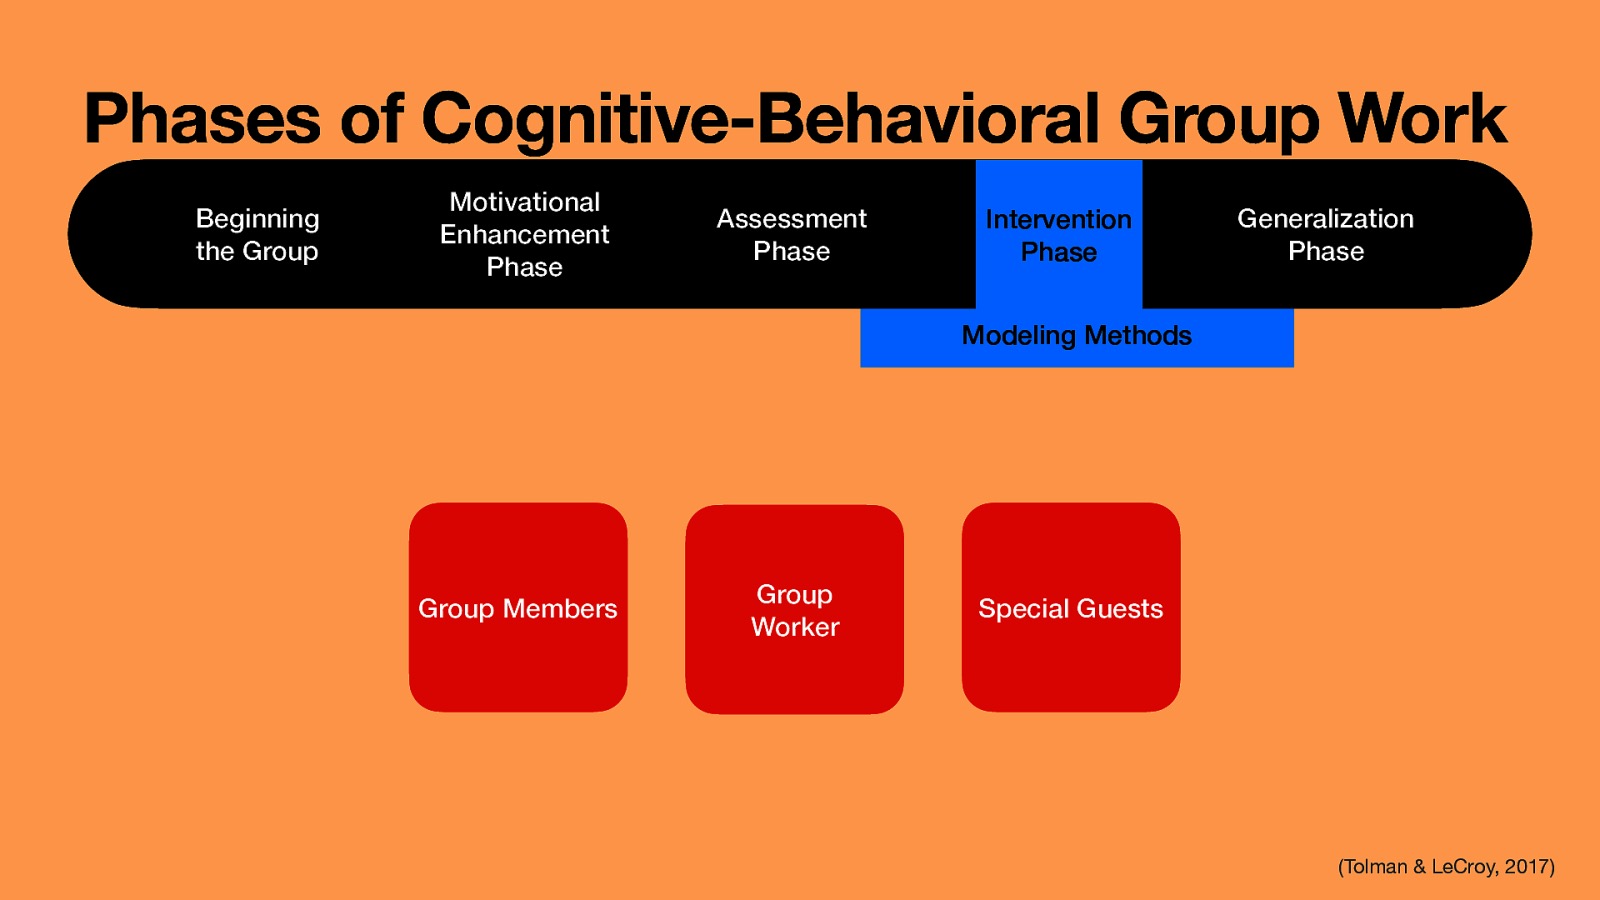 Phases of Cognitive-Behavioral Group Work
Beginning
the Group
Motivational
Enhancement
Phase
Assessment
Phase
Intervention
Phase
Generalization
Phase
Modeling Methods
Group Members
Group
Worker
Special Guests
(Tolman & LeCroy, 2017)